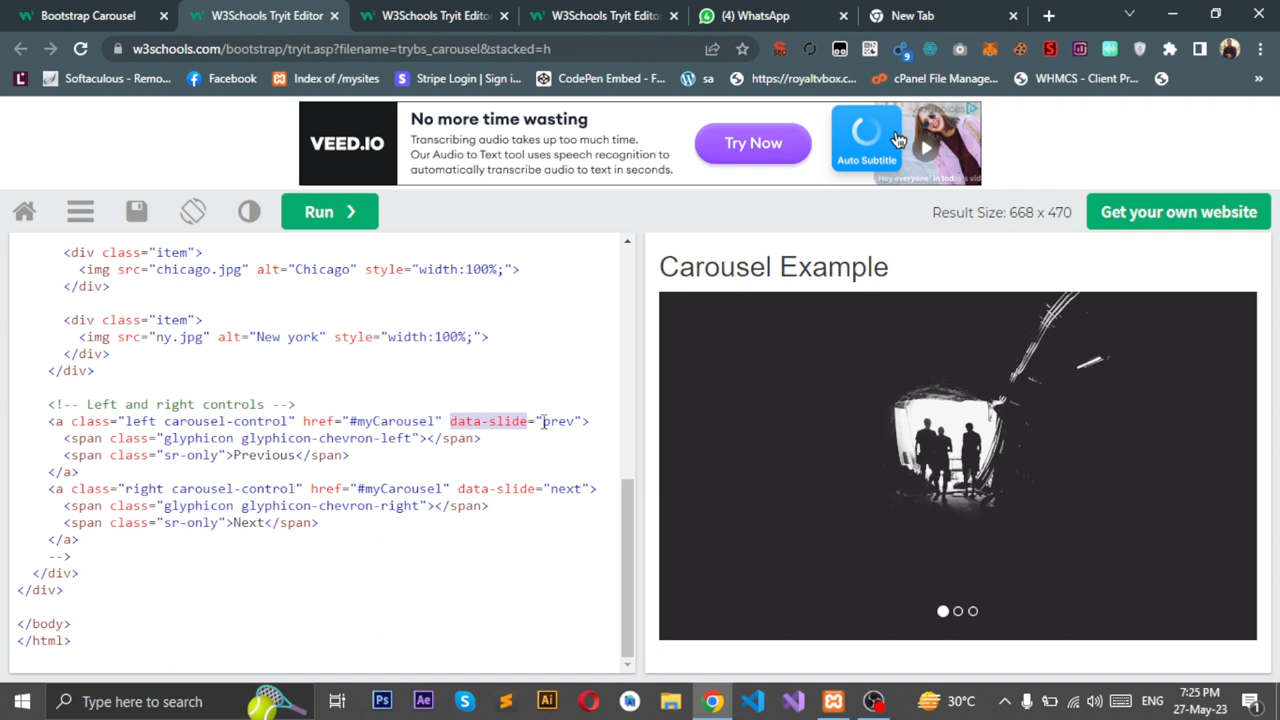 Bootstrap Carousel
W3Schools Tryit Editor
W3Schools Tryit Editor
W3Schools Tryit Editor
(4) WhatsApp
New Tab
w3schools.com/bootstrap/tryit.asp?filename=trybs_carousel&stacked=h
9
Softaculous - Remo...
Facebook
Index of /mysites
Stripe Login | Sign i...
CodePen Embed - F...
sa
https://royaltvbox....
cPanel File Manage...
WHMCS - Client Pr...
VEED.IO
No more time wasting
Transcribing audio takes up too much time.
Our Audio to Text tool uses speech recognition to
automatically transcribe audio to text in seconds.
Try Now
Auto Subtitle
Run ❯
Result Size: 668 x 470
Get your own website
<div class="item">
<img src="chicago.jpg" alt="Chicago" style="width:100%;">
</div>
<div class="item">
<img src="ny.jpg" alt="New york" style="width:100%;">
</div>
</div>
<!-- Left and right controls -->
<a class="left carousel-control" href="#myCarousel" data-slide="prev">
<span class="glyphicon glyphicon-chevron-left"></span>
<span class="sr-only">Previous</span>
</a>
<a class="right carousel-control" href="#myCarousel" data-slide="next">
<span class="glyphicon glyphicon-chevron-right"></span>
<span class="sr-only">Next</span>
</a>
-->
</div>
</div>
</body>
</html>
Carousel Example
Type here to search
30°C
ENG
7:25 PM
27-May-23